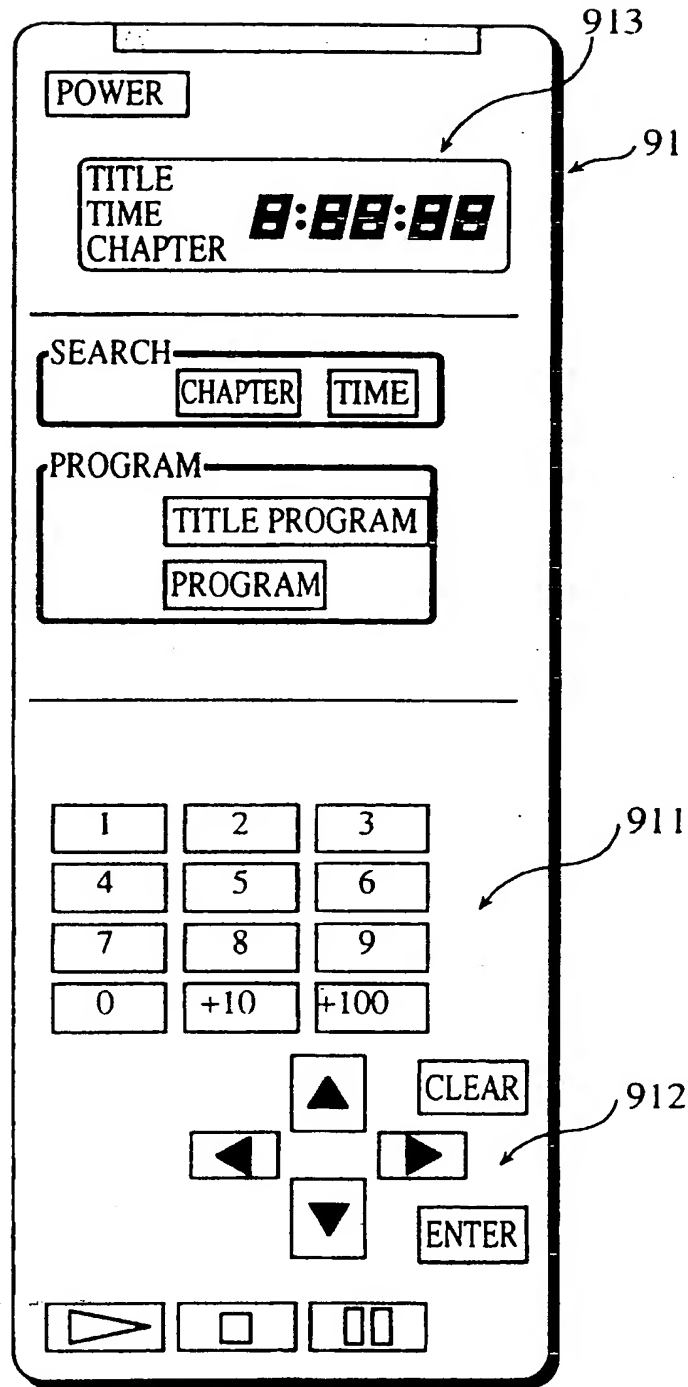 913
POWER
91
TITLE
TIME 8:88:88
CHAPTER
SEARCH
CHAPTER TIME
PROGRAM
TITLE PROGRAM
PROGRAM
1 2 3
911
4 5 6
7 8 9
0 +10 +100
CLEAR
912
ENTER